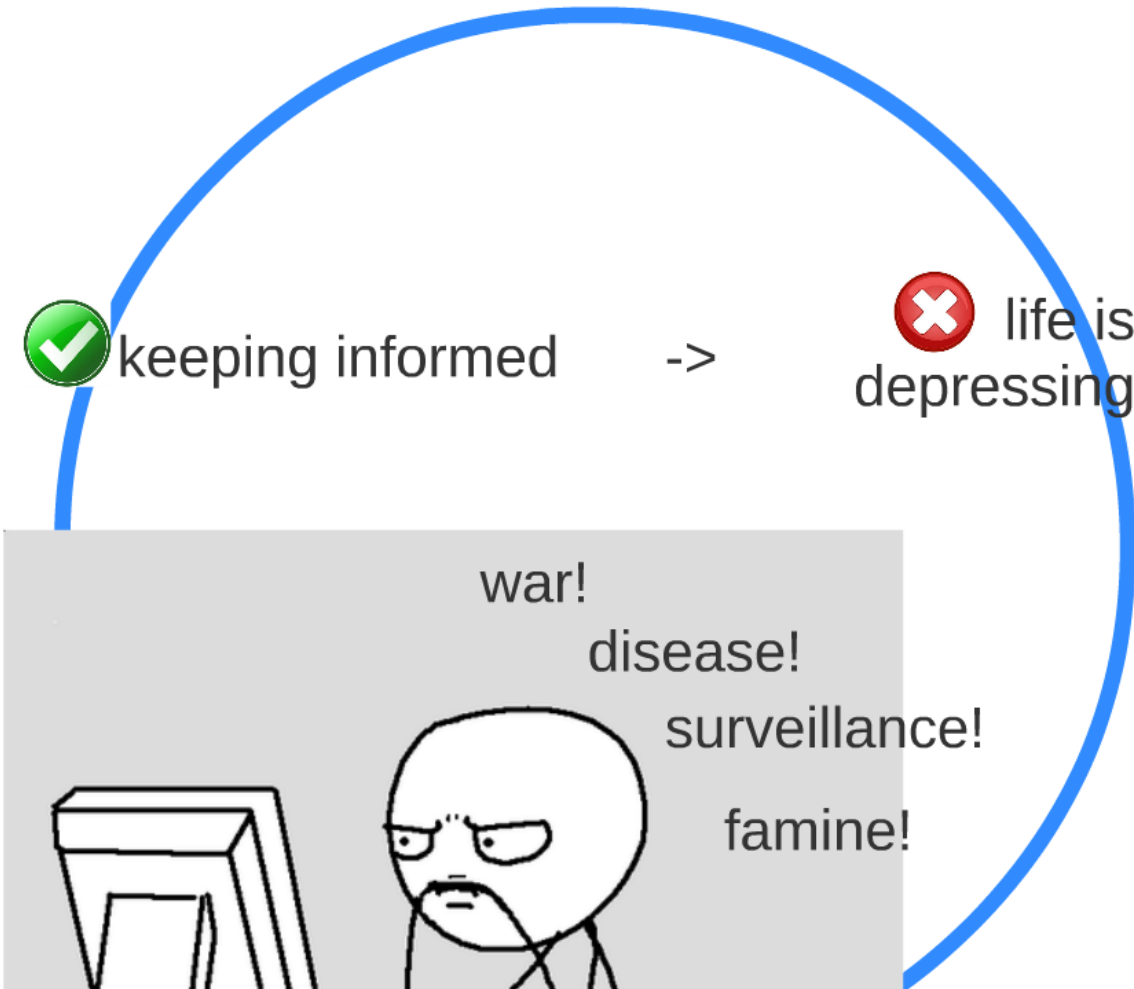 keeping informed -> life is
depressing
war!
disease!
surveillance!
famine!